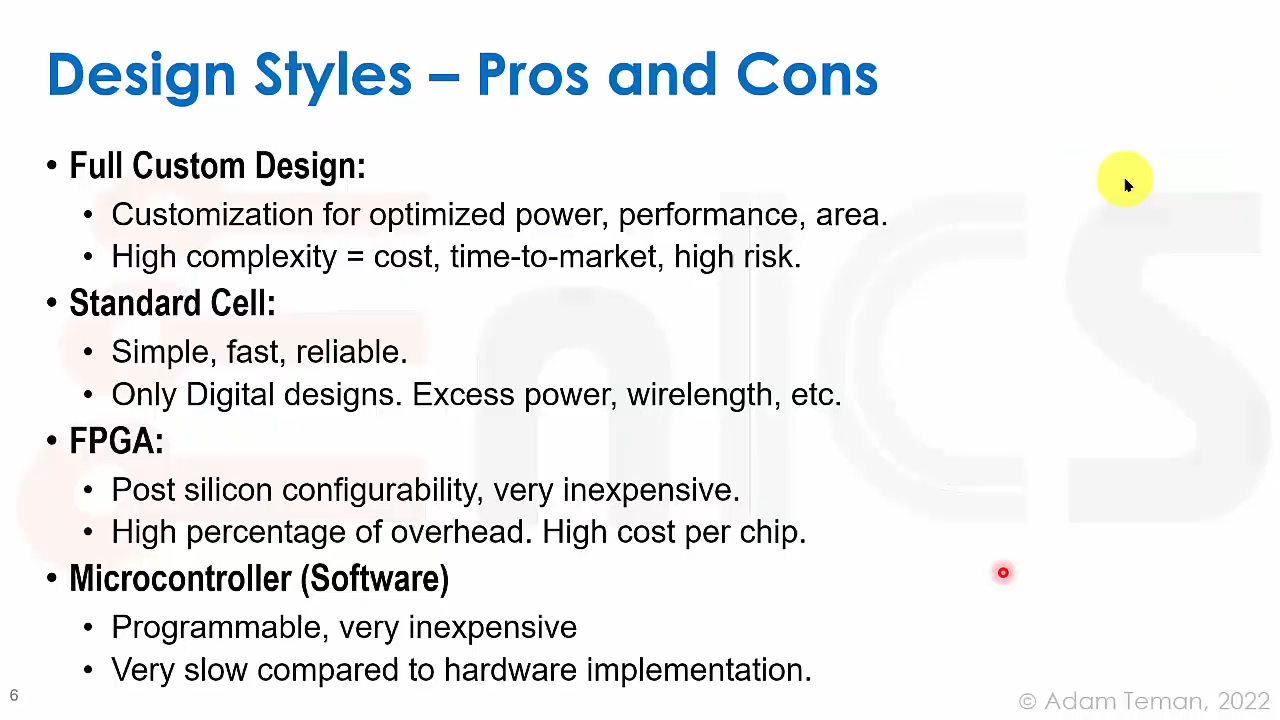 Design Styles – Pros and Cons
• Full Custom Design:
• Customization for optimized power, performance, area.
• High complexity = cost, time-to-market, high risk.
• Standard Cell:
• Simple, fast, reliable.
• Only Digital designs. Excess power, wirelength, etc.
• FPGA:
• Post silicon configurability, very inexpensive.
• High percentage of overhead. High cost per chip.
• Microcontroller (Software)
• Programmable, very inexpensive
• Very slow compared to hardware implementation.
EnICS
6
© Adam Teman, 2022